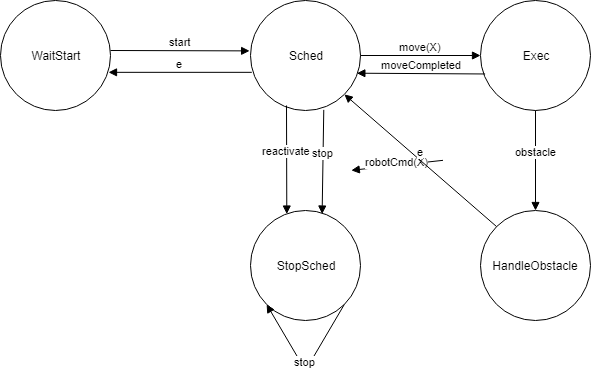 start
WaitStart
Sched
move(X)
Exec
e
moveCompleted
reactivate
stop
e
obstacle
robotCmd(X)
StopSched
HandleObstacle
stop